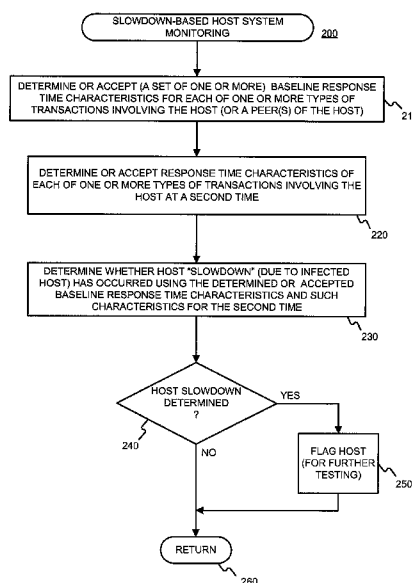 SLOWDOWN-BASED HOST SYSTEM
MONITORING
200
DETERMINE OR ACCEPT (A SET OF ONE OR MORE) BASELINE RESPONSE
TIME CHARACTERISTICS FOR EACH OF ONE OR MORE TYPES OF
TRANSACTIONS INVOLVING THE HOST (OR A PEER(S) OF THE HOST)
21
DETERMINE OR ACCEPT RESPONSE TIME CHARACTERISTICS OF
EACH OF ONE OR MORE TYPES OF TRANSACTIONS INVOLVING THE
HOST AT A SECOND TIME
220
DETERMINE WHETHER HOST "SLOWDOWN" (DUE TO INFECTED
HOST) HAS OCCURRED USING THE DETERMINED OR ACCEPTED
BASELINE RESPONSE TIME CHARACTERISTICS AND SUCH
CHARACTERISTICS FOR THE SECOND TIME
230
HOST SLOWDOWN
DETERMINED
?
YES
240
NO
FLAG HOST
(FOR FURTHER
TESTING)
250
RETURN
260